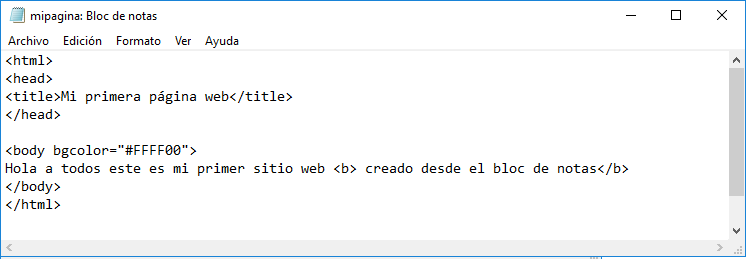 mipagina: Bloc de notas
Archivo Edición Formato Ver Ayuda
<html>
<head>
<title>Mi primera página web</title>
</head>
<body bgcolor="#FFFF00">
Hola a todos este es mi primer sitio web <b> creado desde el bloc de notas</b>
</body>
</html>